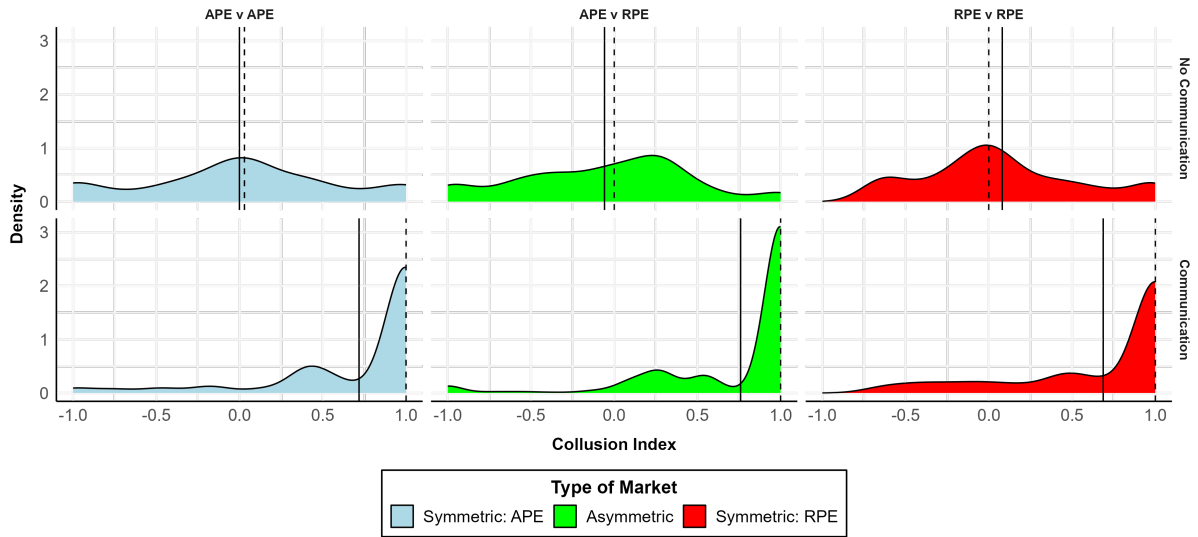 APE v APE
APE v RPE
RPE v RPE
No Communication
Communication
Density
3
2
1
0
3
2
1
0
-1.0 -0.5 0.0 0.5 1.0
-1.0 -0.5 0.0 0.5 1.0
-1.0 -0.5 0.0 0.5 1.0
Collusion Index
Type of Market
Symmetric: APE Asymmetric Symmetric: RPE